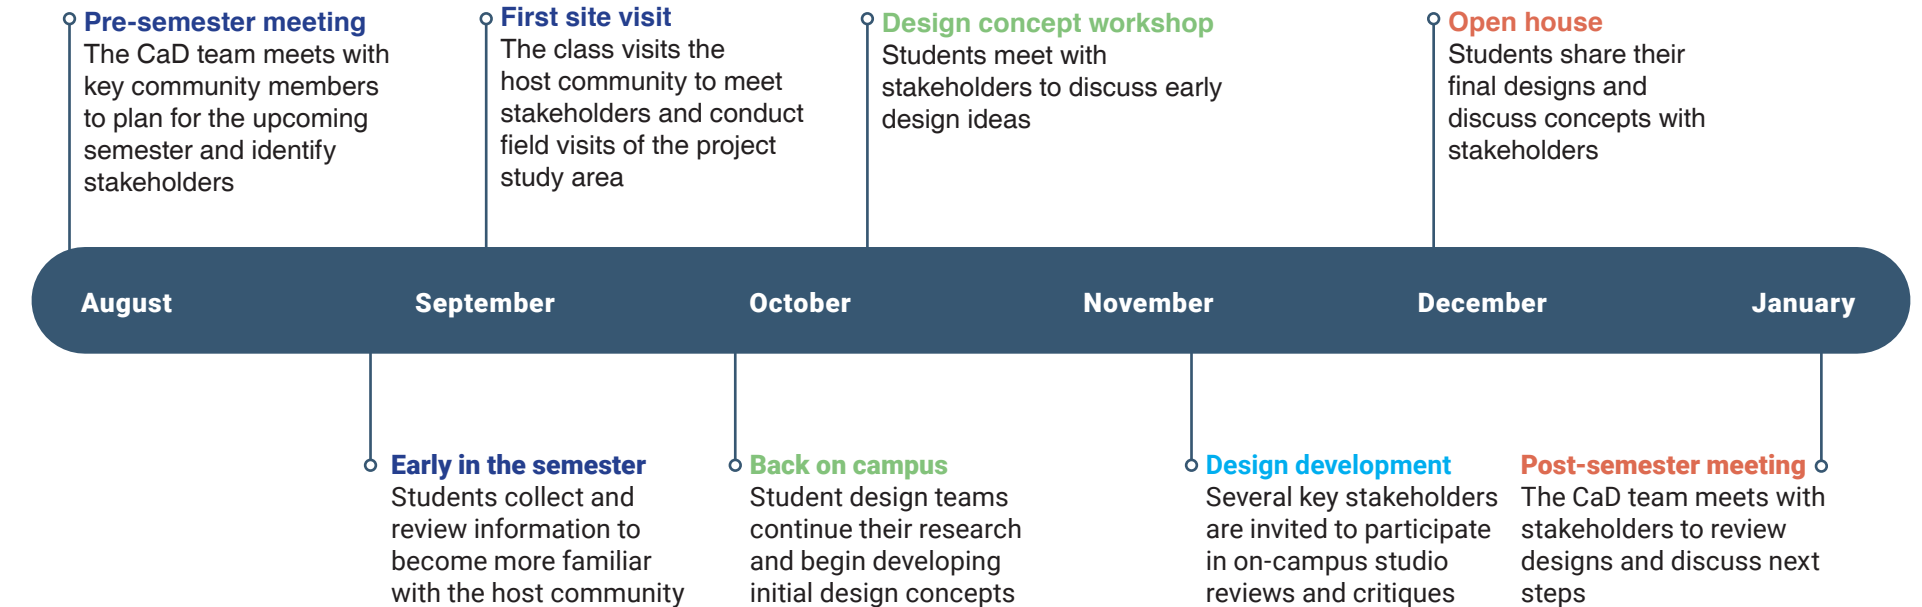 Pre-semester meeting
The CaD team meets with
key community members
to plan for the upcoming
semester and identify
stakeholders
First site visit
The class visits the
host community to meet
stakeholders and conduct
field visits of the project
study area
Design concept workshop
Students meet with
stakeholders to discuss early
design ideas
Open house
Students share their
final designs and
discuss concepts with
stakeholders
August
September
October
November
December
January
Early in the semester
Students collect and
review information to
become more familiar
with the host community
Back on campus
Student design teams
continue their research
and begin developing
initial design concepts
Design development
Several key stakeholders
are invited to participate
in on-campus studio
reviews and critiques
Post-semester meeting
The CaD team meets with
stakeholders to review
designs and discuss next
steps